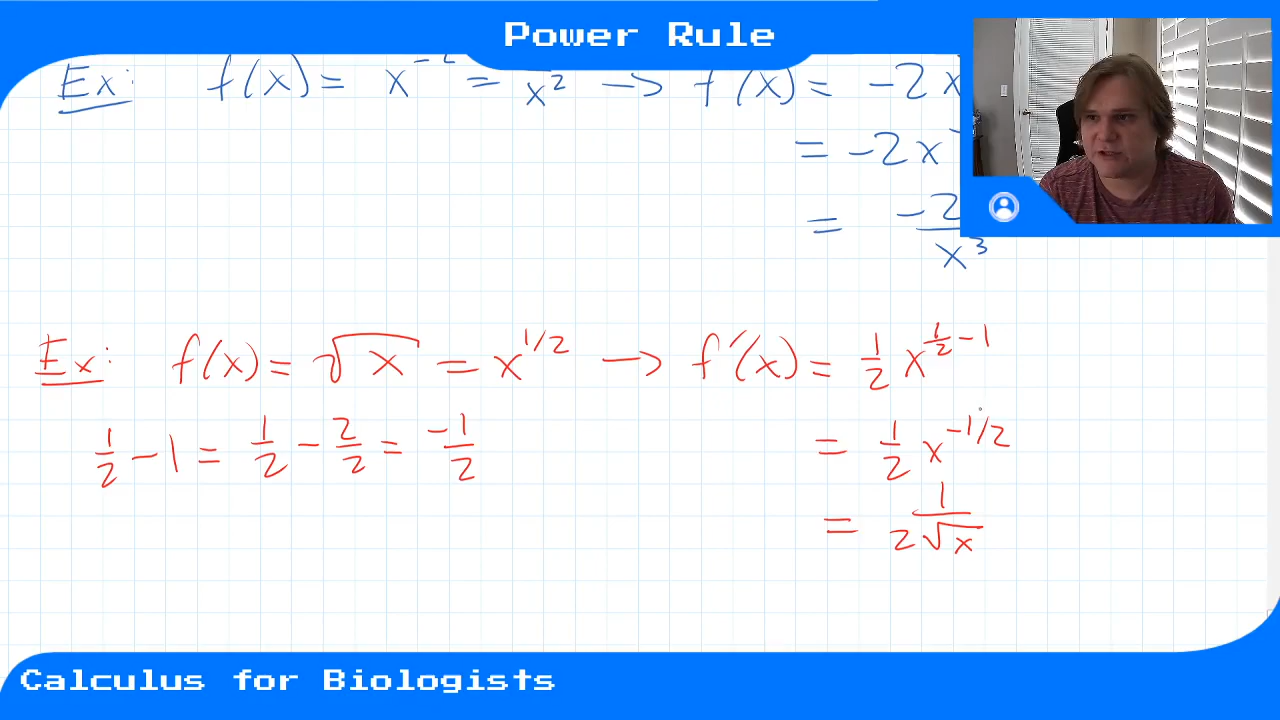 Power Rule
Ex: f(x) = x⁻² = x² → f'(x) = -2x
= -2x⁻
= -2/x³
Ex: f(x) = √x = x^1/2 → f'(x) = 1/2 x^(1/2 - 1)
1/2 - 1 = 1/2 - 2/2 = -1/2
= 1/2 x^-1/2
= 1/(2√x)
Calculus for Biologists